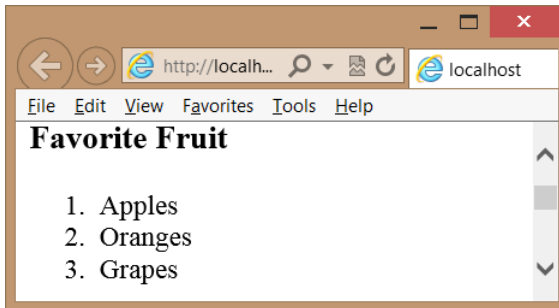 http://localh...
localhost
File Edit View Favorites Tools Help
Favorite Fruit
1. Apples
2. Oranges
3. Grapes